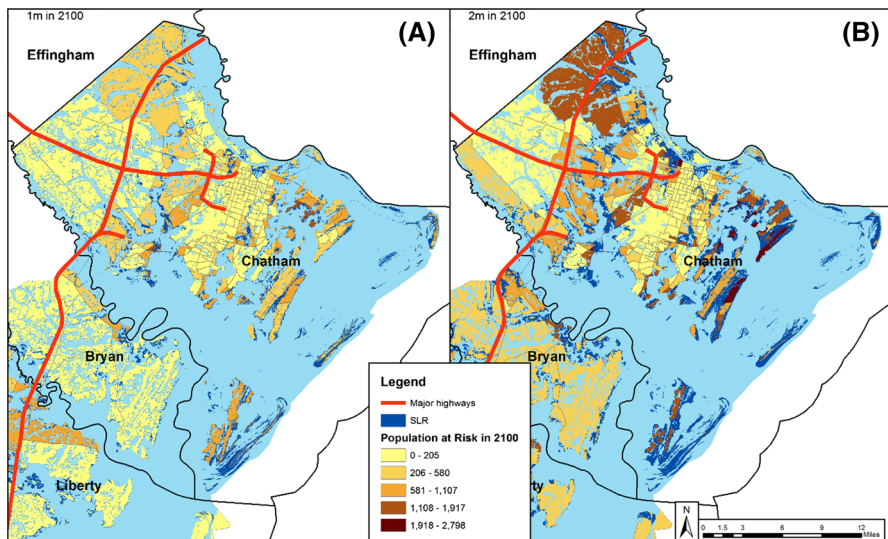 1m in 2100
(A)
Effingham
Chatham
Bryan
Liberty
2m in 2100
(B)
Effingham
Chatham
Bryan
ty
Legend
Major highways
SLR
Population at Risk in 2100
0 - 205
206 - 580
581 - 1,107
1,108 - 1,917
1,918 - 2,798
N
0 1.5 3 6 9 12
Miles